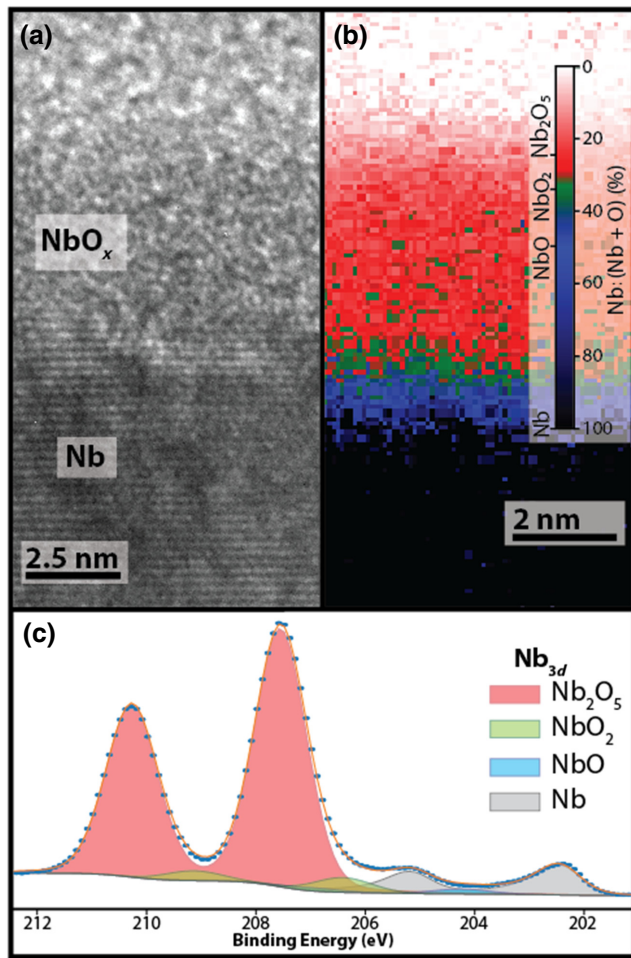 (a)
NbOₓ
Nb
2.5 nm
(b)
0
20
40
60
80
100
Nb₂O₅
NbO₂
NbO
Nb
Nb: (Nb + O) (%)
2 nm
(c)
Nb₃d
Nb₂O₅
NbO₂
NbO
Nb
212 210 208 206 204 202
Binding Energy (eV)